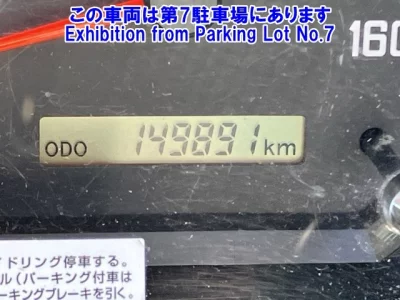 この車両は第7駐車場にあります
Exhibition from Parking Lot No.7
160
ODO 149891km
イドリング停車する。
ル(パーキング付車は
ーキングブレーキを引く。